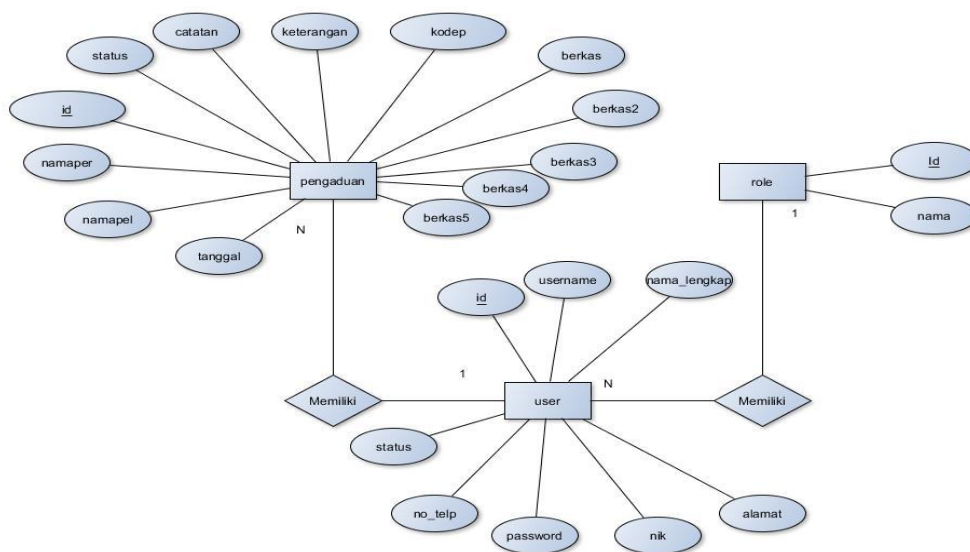 catatan
keterangan
kodep
status
berkas
id
berkas2
namaper
pengaduan
berkas3
berkas4
role
Id
namapel
berkas5
1
nama
N
tanggal
id
username
nama_lengkap
1
N
Memiliki
user
Memiliki
status
no_telp
password
nik
alamat